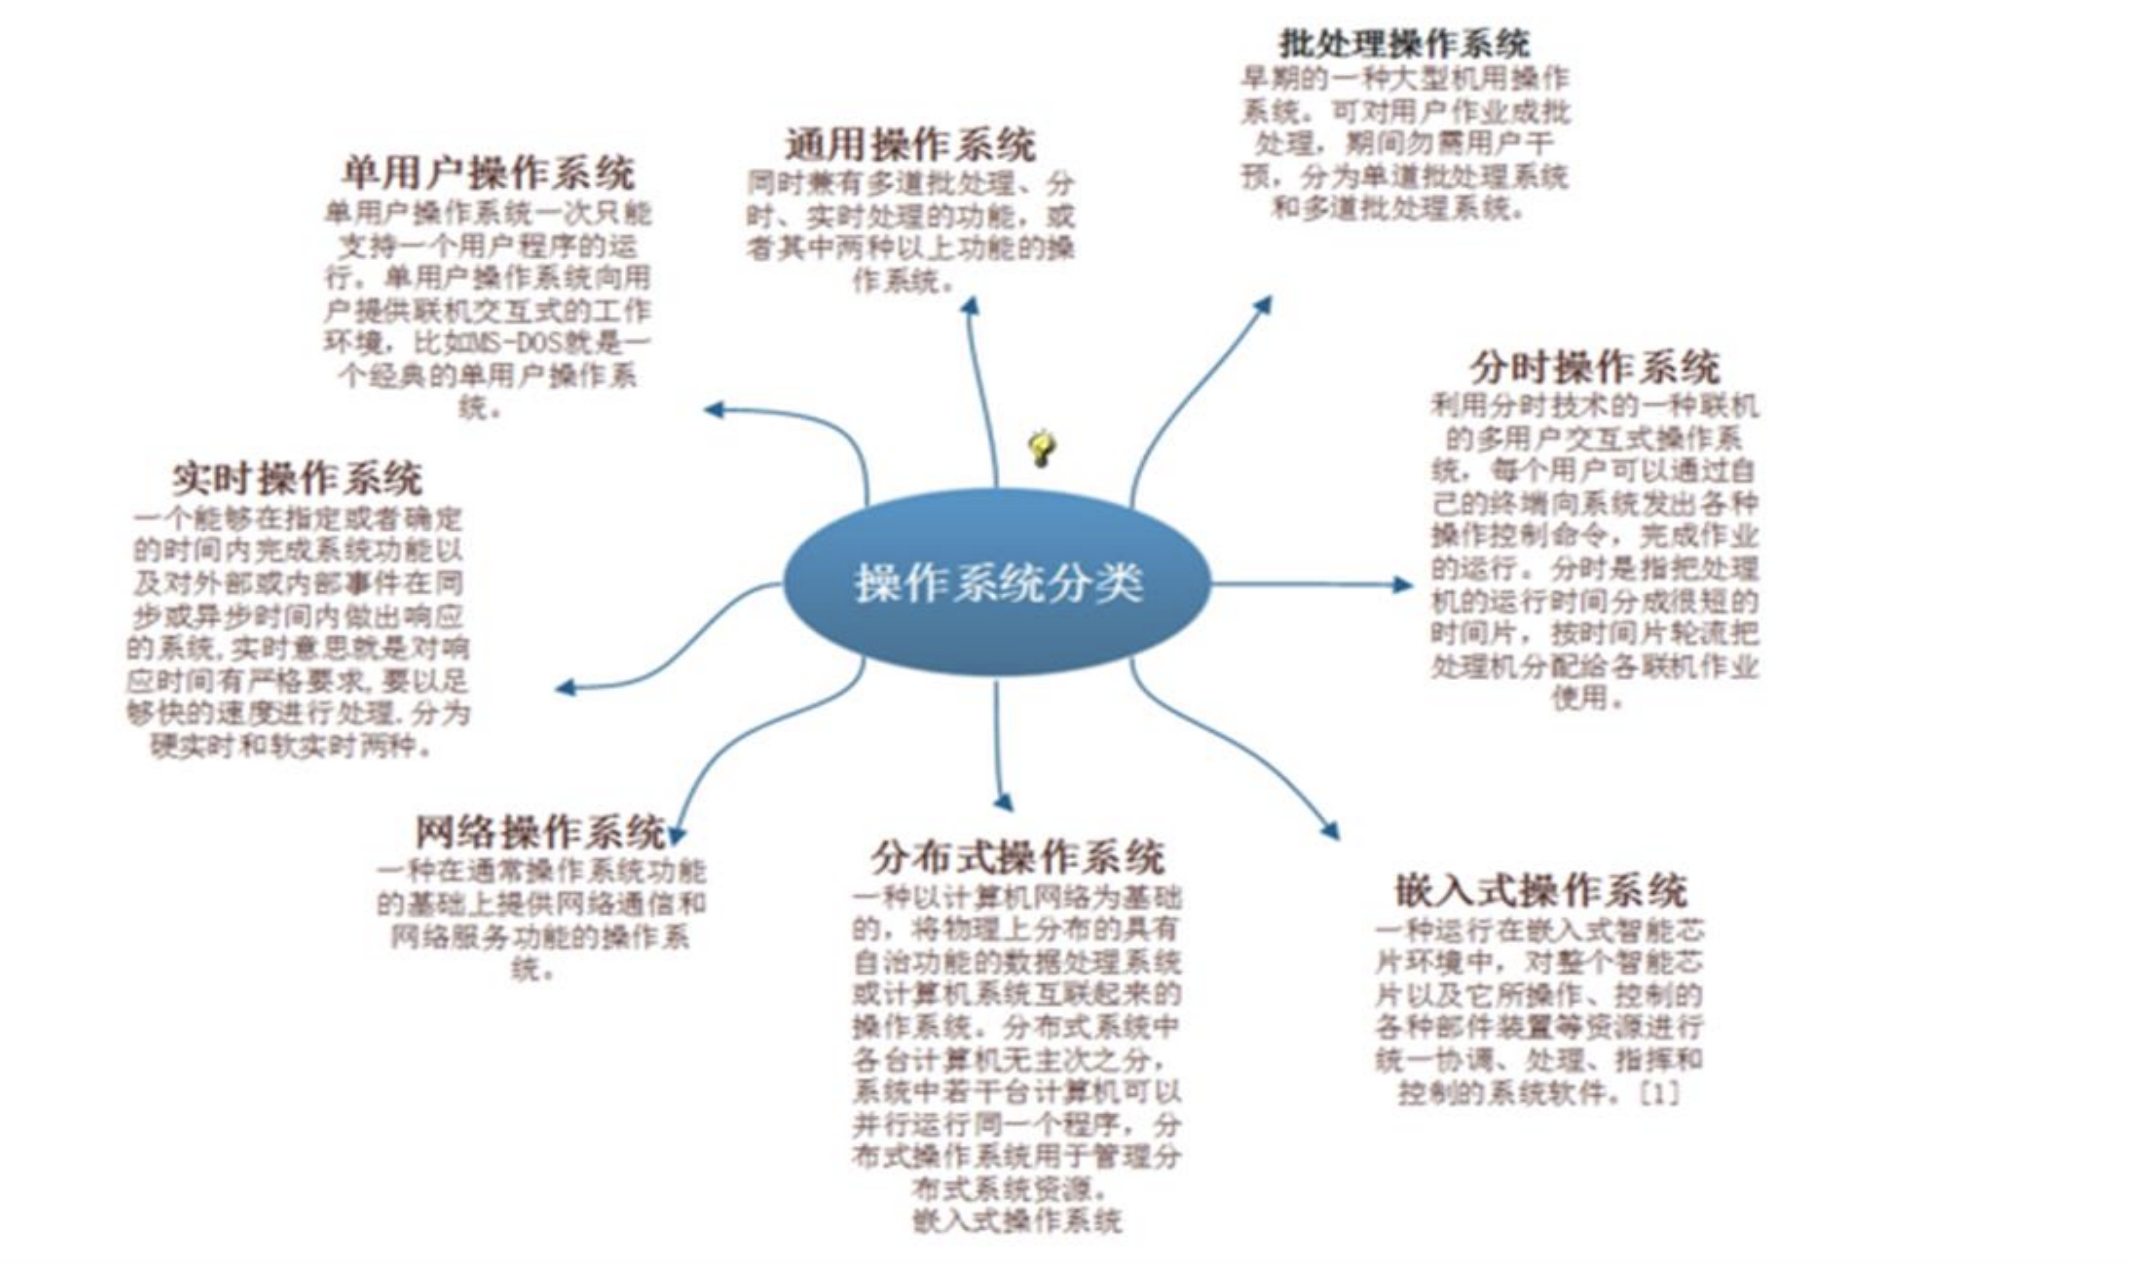 批处理操作系统
早期的一种大型机用操作
系统。可对用户作业成批
处理，期间勿需用户干
预，分为单道批处理系统
和多道批处理系统。
通用操作系统
同时兼有多道批处理、分
时、实时处理的功能，或
者其中两种以上功能的操
作系统。
单用户操作系统
单用户操作系统一次只能
支持一个用户程序的运
行。单用户操作系统向用
户提供联机交互式的工作
环境，比如MS-DOS就是一
个经典的单用户操作系
统。
分时操作系统
利用分时技术的一种联机
的多用户交互式操作系
统，每个用户可以通过自
己的终端向系统发出各种
操作控制命令，完成作业
的运行。分时是指把处理
机的运行时间分成很短的
时间片，按时间片轮流把
处理机分配给各联机作业
使用。
实时操作系统
一个能够在指定或者确定
的时间内完成系统功能以
及对外部或内部事件在同
步或异步时间内做出响应
的系统,实时意思就是对响
应时间有严格要求,要以足
够快的速度进行处理.分为
硬实时和软实时两种。
操作系统分类
网络操作系统
一种在通常操作系统功能
的基础上提供网络通信和
网络服务功能的操作系
统。
分布式操作系统
一种以计算机网络为基础
的，将物理上分布的具有
自治功能的数据处理系统
或计算机系统互联起来的
操作系统。分布式系统中
各台计算机无主次之分，
系统中若干台计算机可以
并行运行同一个程序，分
布式操作系统用于管理分
布式系统资源。
嵌入式操作系统
嵌入式操作系统
一种运行在嵌入式智能芯
片环境中，对整个智能芯
片以及它所操作、控制的
各种部件装置等资源进行
统一协调、处理、指挥和
控制的系统软件。[1]